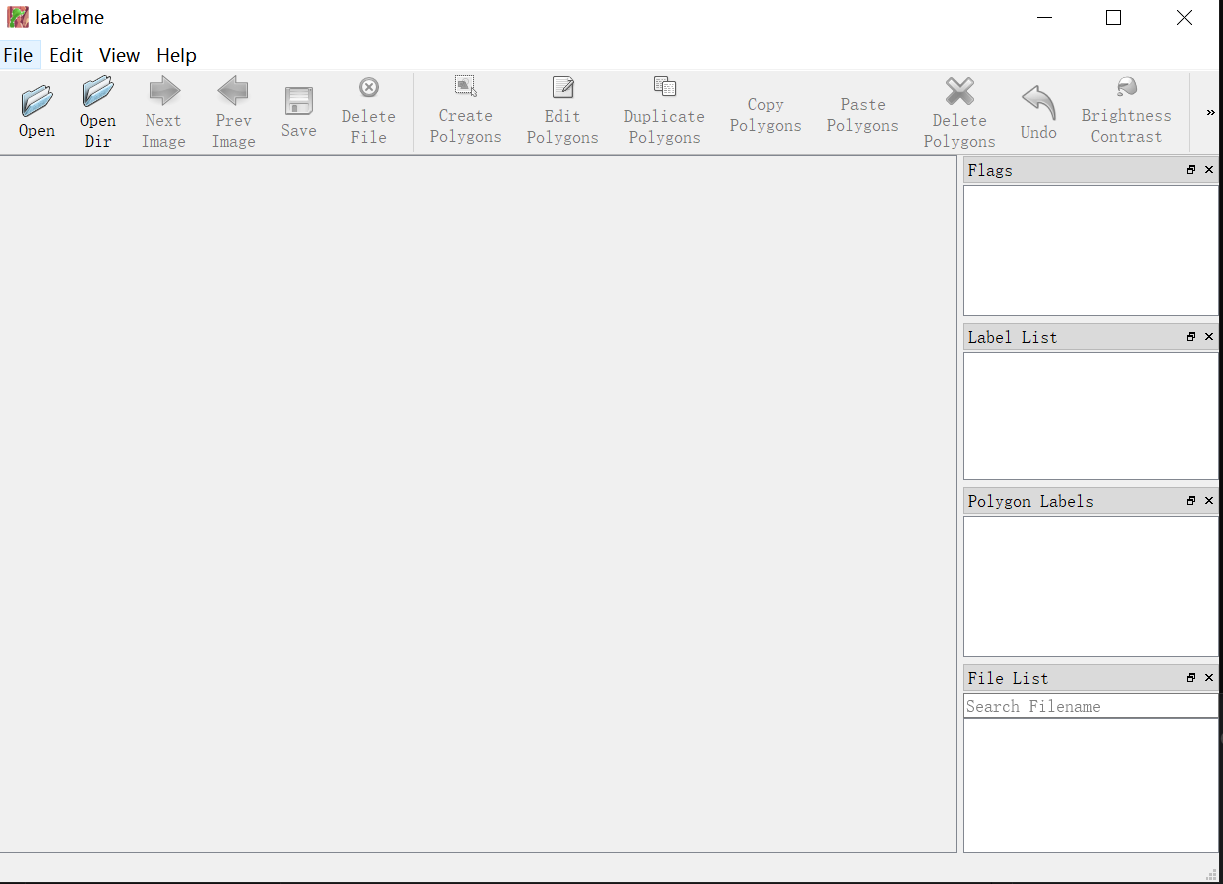 labelme
File Edit View Help
Open
Open Dir
Next Image
Prev Image
Save
Delete File
Create Polygons
Edit Polygons
Duplicate Polygons
Copy Polygons
Paste Polygons
Delete Polygons
Undo
Brightness Contrast
»
Flags
Label List
Polygon Labels
File List
Search Filename